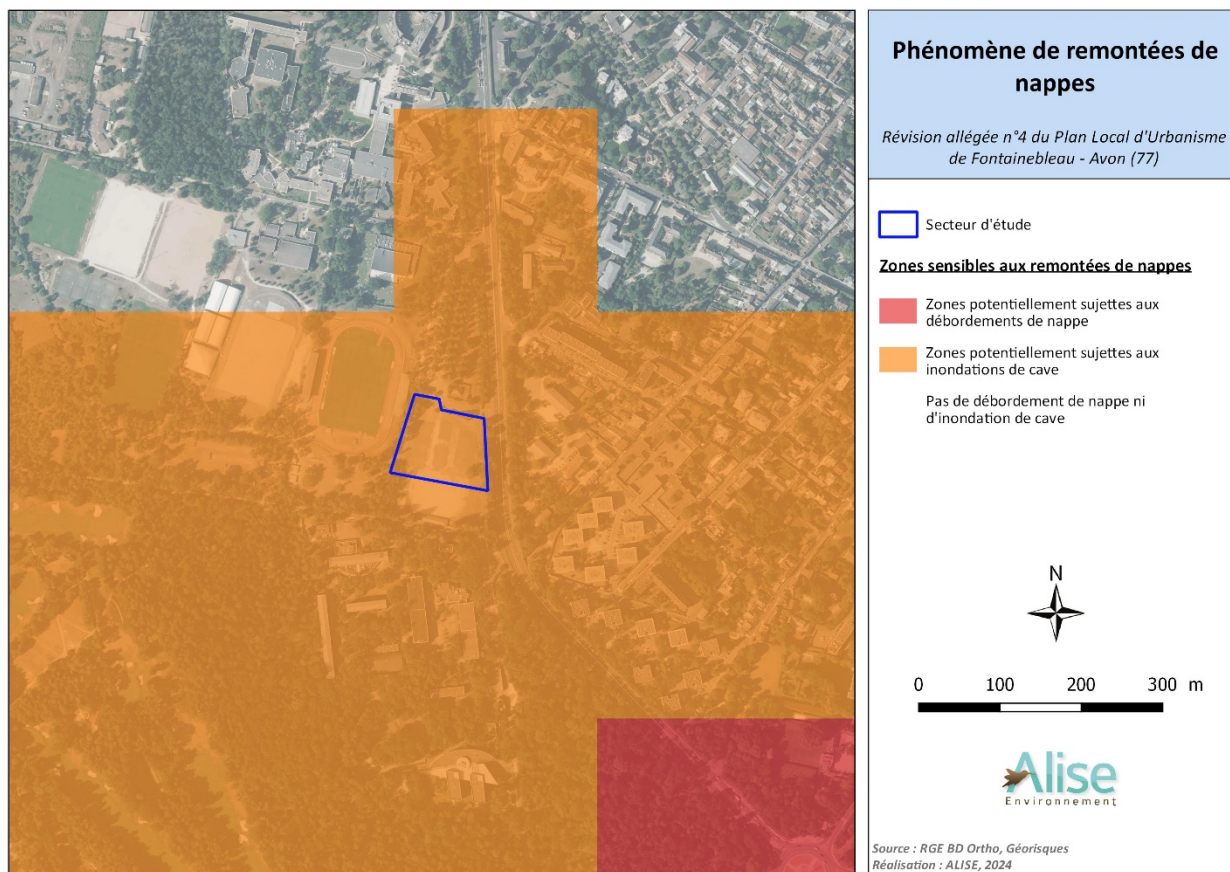 Phénomène de remontées de
nappes
Révision allégée n°4 du Plan Local d'Urbanisme
de Fontainebleau - Avon (77)
Secteur d'étude
Zones sensibles aux remontées de nappes
Zones potentiellement sujettes aux
débordements de nappe
Zones potentiellement sujettes aux
inondations de cave
Pas de débordement de nappe ni
d'inondation de cave
N
0 100 200 300 m
Alise
Environnement
Source : RGE BD Ortho, Géorisques
Réalisation : ALISE, 2024